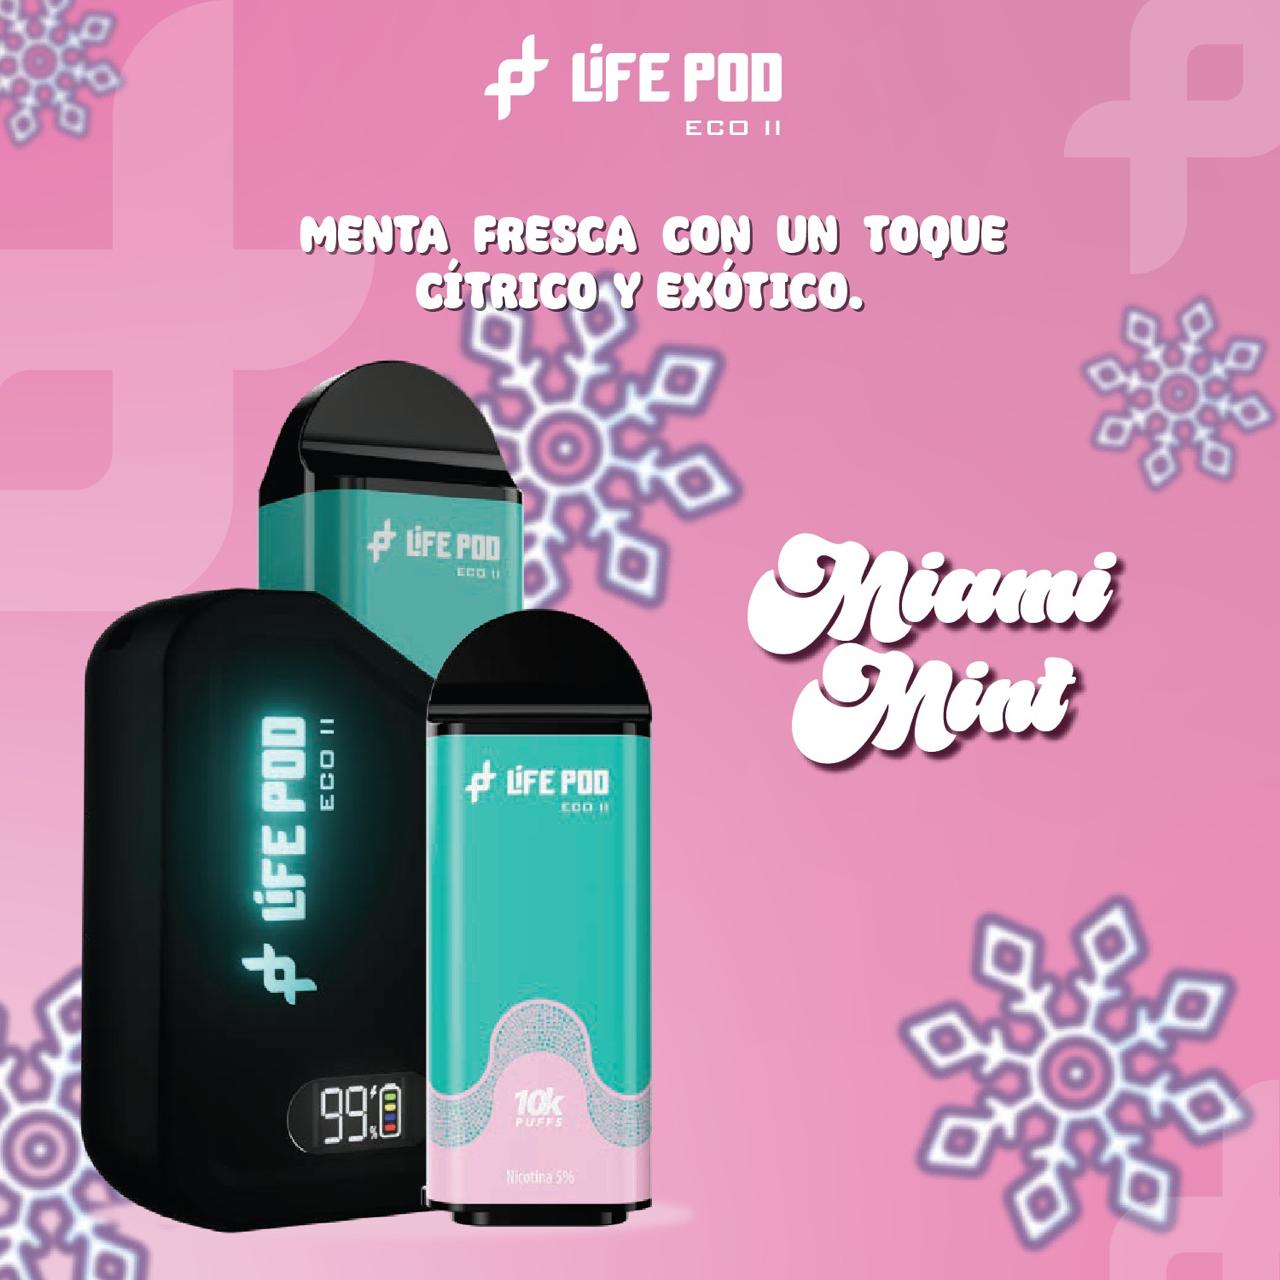 LiFE POD
ECO II
MENTA FRESCA CON UN TOQUE
CÍTRICO Y EXÓTICO.
LiFE POD
ECO II
Miami
Mint
LiFE POD
ECO II
LiFE POD
ECO II
99%
10k
PUFFS
Nicotina 5%